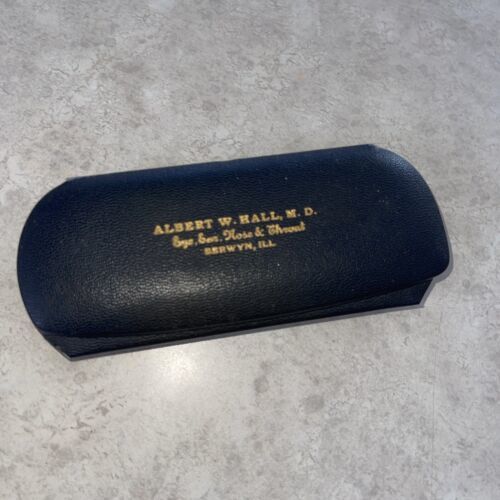 ALBERT W. HALL, M. D.
Eye, Ear, Nose & Throat
BERWYN, ILL.